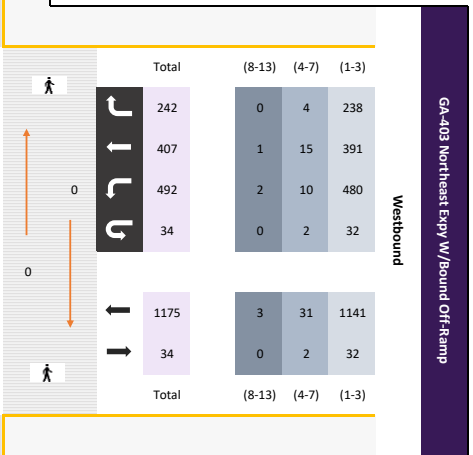 Total (8-13) (4-7) (1-3)
242 0 4 238
407 1 15 391
0 492 2 10 480
34 0 2 32
0
1175 3 31 1141
34 0 2 32
Total (8-13) (4-7) (1-3)
Westbound
GA-403 Northeast Expy W/Bound Off-Ramp